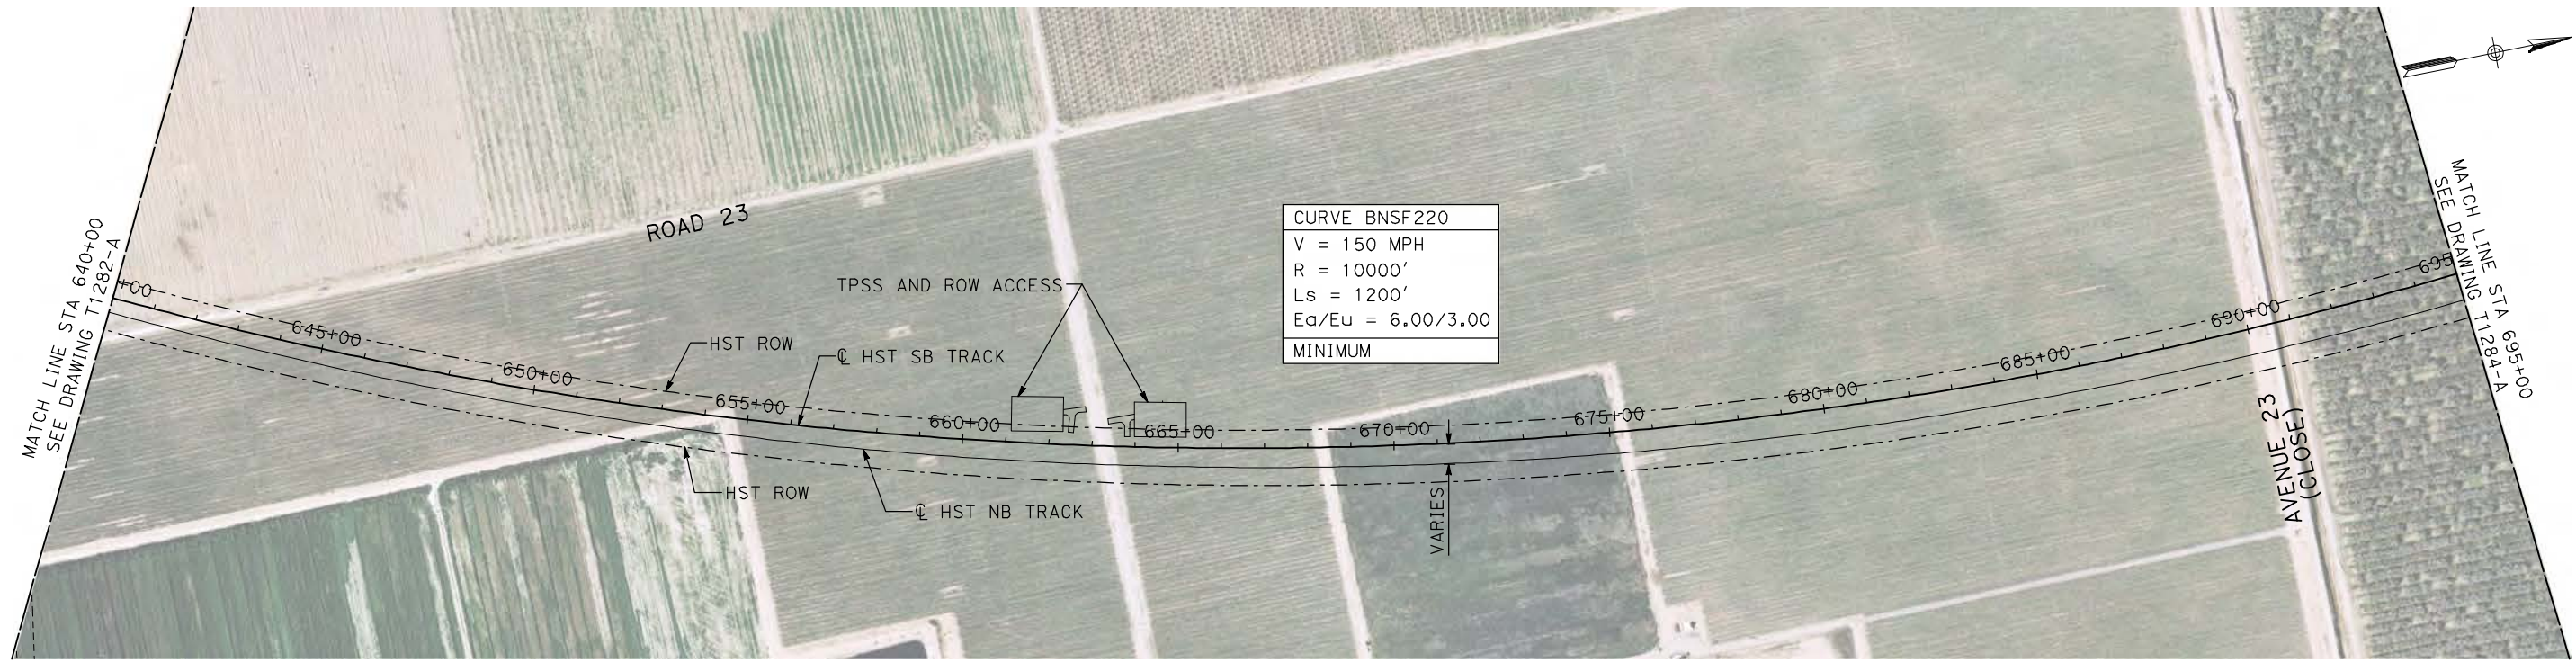 MATCH LINE STA 640+00
SEE DRAWING T1282-A
+00
645+00
650+00
655+00
660+00
665+00
670+00
675+00
680+00
685+00
690+00
695
ROAD 23
TPSS AND ROW ACCESS
HST ROW
℄ HST SB TRACK
HST ROW
℄ HST NB TRACK
CURVE BNSF220
V = 150 MPH
R = 10000'
Ls = 1200'
Ea/Eu = 6.00/3.00
MINIMUM
VARIES
AVENUE 23
(CLOSE)
MATCH LINE STA 695+00
SEE DRAWING T1284-A